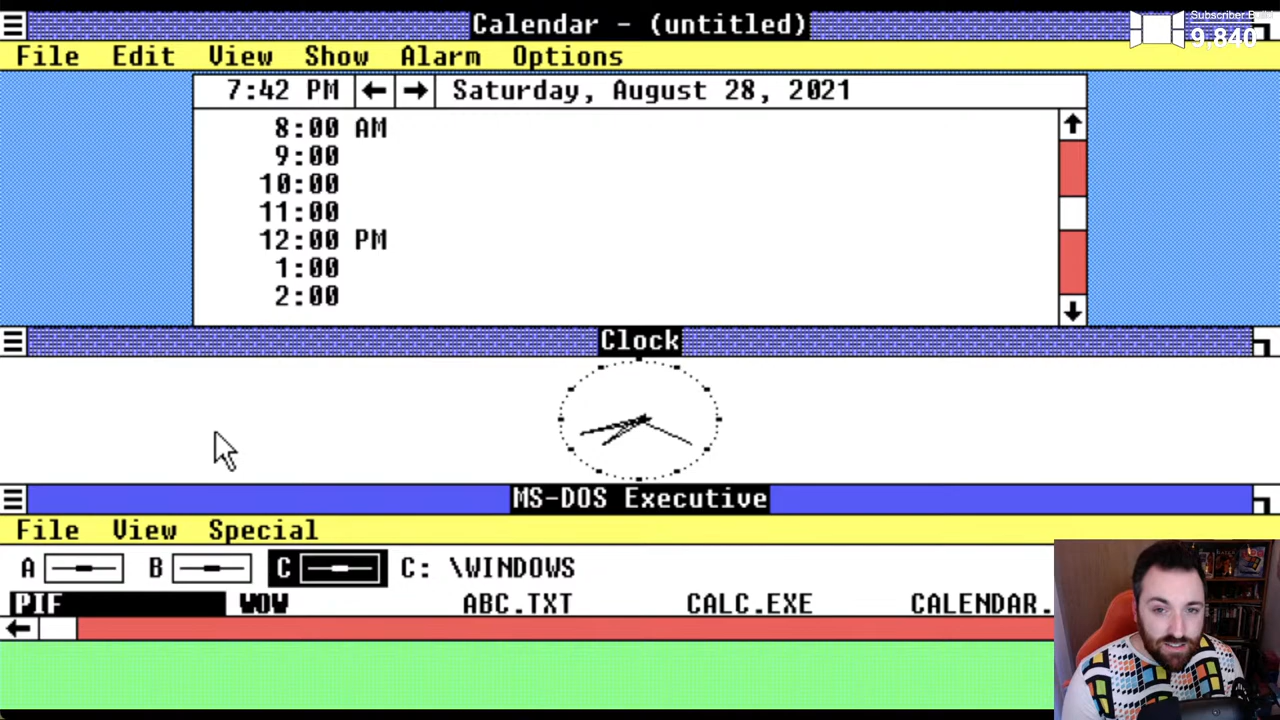 Calendar - (untitled)
Subscriber
9,840
File Edit View Show Alarm Options
7:42 PM Saturday, August 28, 2021
8:00 AM
9:00
10:00
11:00
12:00 PM
1:00
2:00
Clock
MS-DOS Executive
File View Special
A B C C: \WINDOWS
PIF WOW ABC.TXT CALC.EXE CALENDAR.